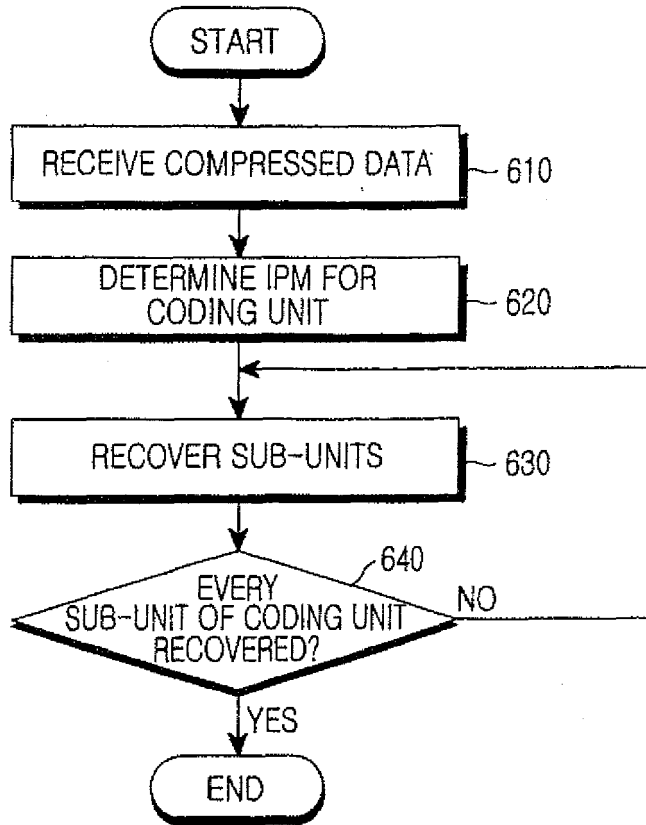 START
RECEIVE COMPRESSED DATA
610
DETERMINE IPM FOR
CODING UNIT
620
RECOVER SUB-UNITS
630
640
EVERY
SUB-UNIT OF CODING UNIT
RECOVERED?
NO
YES
END